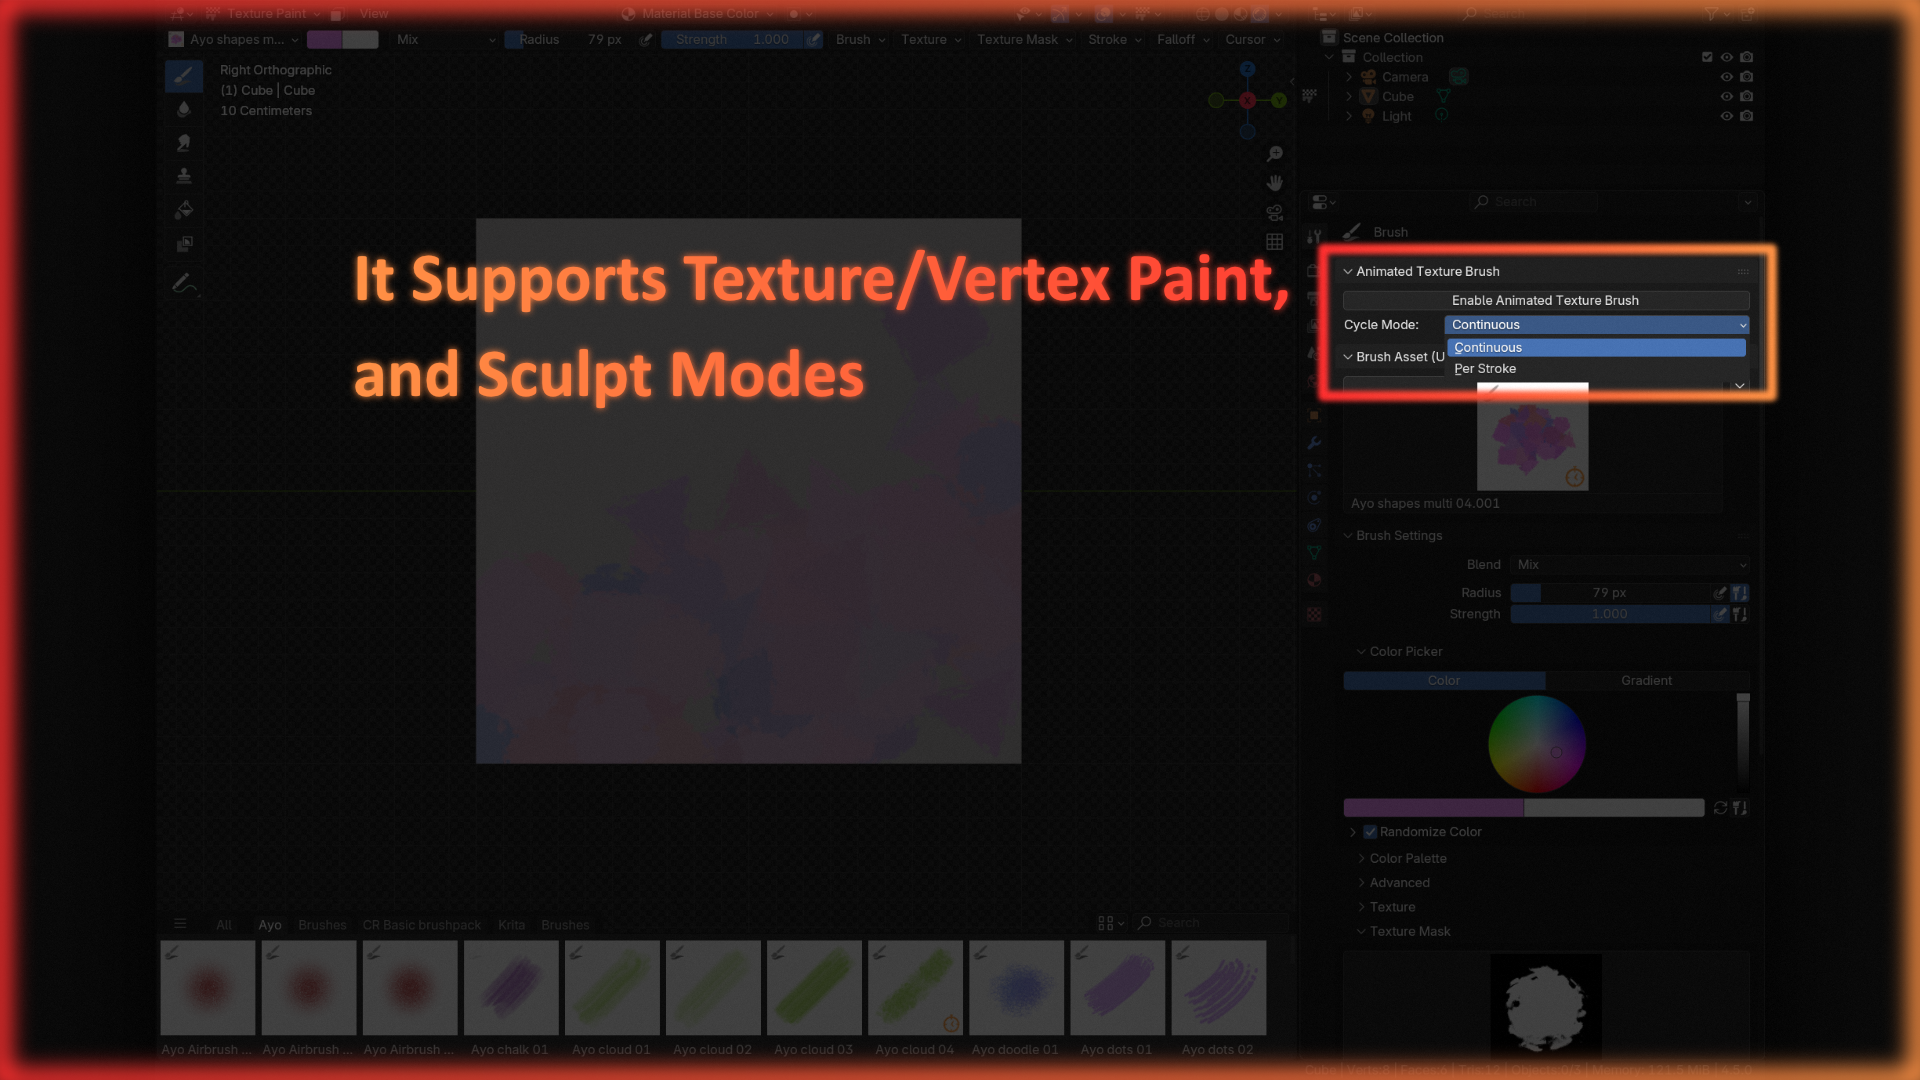 Texture Paint
View
Material Base Color
Search
Ayo shapes m...
Mix
Radius
79 px
Strength
1.000
Brush
Texture
Texture Mask
Stroke
Falloff
Cursor
Right Orthographic
(1) Cube | Cube
10 Centimeters
Z
X
Y
Scene Collection
Collection
Camera
Cube
Light
Search
Brush
It Supports Texture/Vertex Paint,
and Sculpt Modes
Animated Texture Brush
Enable Animated Texture Brush
Cycle Mode:
Continuous
Continuous
Per Stroke
Brush Asset (U
Ayo shapes multi 04.001
Brush Settings
Blend
Mix
Radius
79 px
Strength
1.000
Color Picker
Color
Gradient
Randomize Color
Color Palette
Advanced
Texture
Texture Mask
All
Ayo
Brushes
CR Basic brushpack
Krita
Brushes
Search
Ayo Airbrush ...
Ayo Airbrush ...
Ayo Airbrush ...
Ayo chalk 01
Ayo cloud 01
Ayo cloud 02
Ayo cloud 03
Ayo cloud 04
Ayo doodle 01
Ayo dots 01
Ayo dots 02